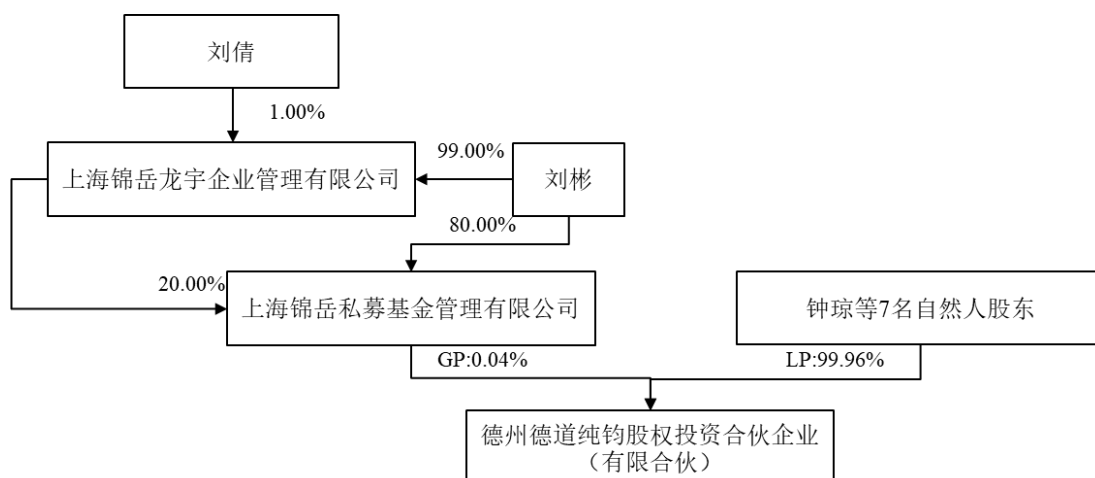 刘倩
1.00%
上海锦岳龙宇企业管理有限公司
99.00%
刘彬
80.00%
20.00%
上海锦岳私募基金管理有限公司
钟琼等7名自然人股东
GP:0.04%
LP:99.96%
德州德道纯钧股权投资合伙企业
（有限合伙）